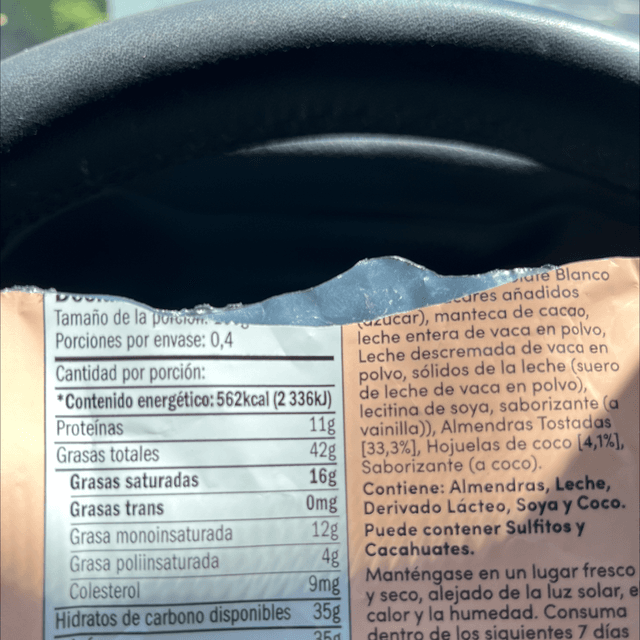 Tamaño de la porción:
Porciones por envase: 0,4
Cantidad por porción:
*Contenido energético: 562kcal (2 336kJ)
Proteínas 11g
Grasas totales 42g
Grasas saturadas 16g
Grasas trans 0mg
Grasa monoinsaturada 12g
Grasa poliinsaturada 4g
Colesterol 9mg
Hidratos de carbono disponibles 35g
Blanco
añadidos
(azúcar), manteca de cacao,
leche entera de vaca en polvo,
Leche descremada de vaca en
polvo, sólidos de la leche (suero
de leche de vaca en polvo),
lecitina de soya, saborizante (a
vainilla)), Almendras Tostadas
[33,3%], Hojuelas de coco [4,1%],
Saborizante (a coco).
Contiene: Almendras, Leche,
Derivado Lácteo, Soya y Coco.
Puede contener Sulfitos y
Cacahuates.
Manténgase en un lugar fresco
y seco, alejado de la luz solar, el
calor y la humedad. Consuma
dentro de los siguientes 7 días